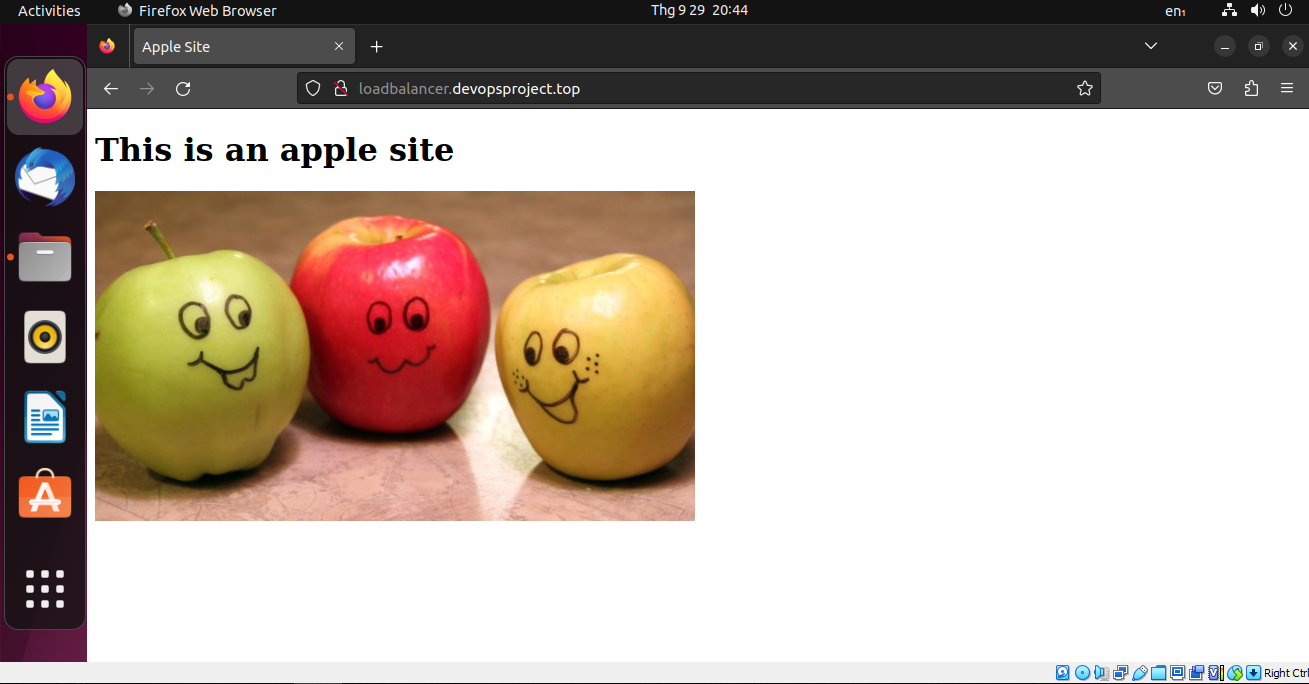 Activities
Firefox Web Browser
Thg 9 29 20:44
en₁
Apple Site
loadbalancer.devopsproject.top
This is an apple site
Right Ctrl